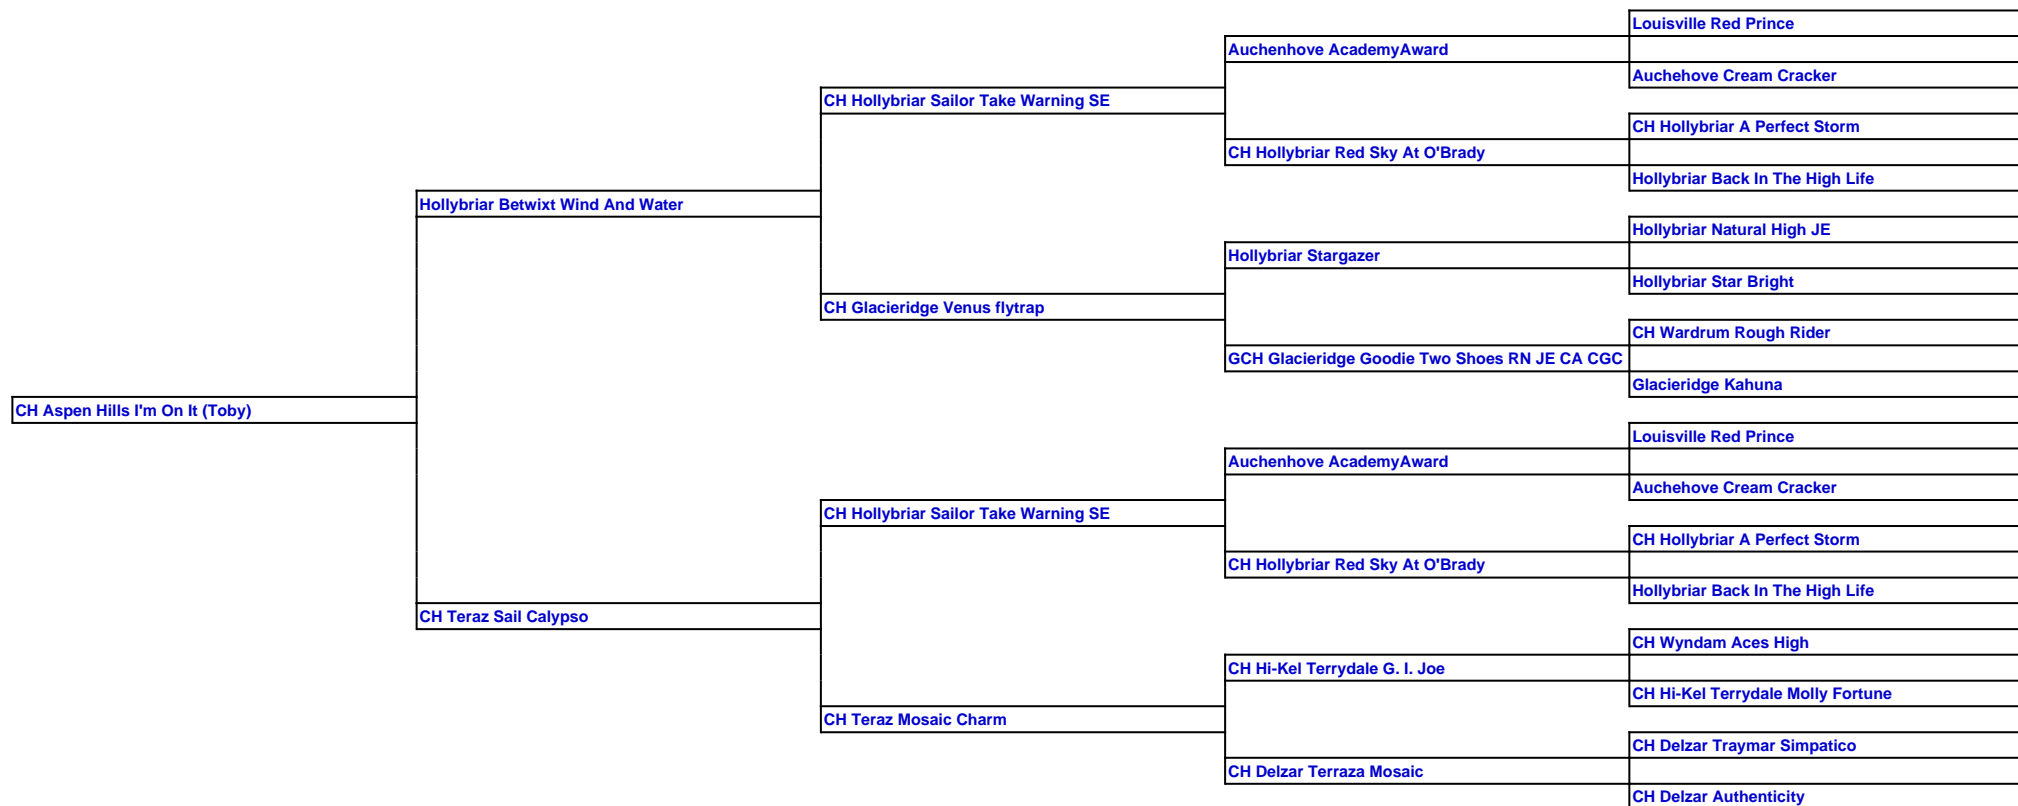 Louisville Red Prince
Auchenhove AcademyAward
Auchehove Cream Cracker
CH Hollybriar Sailor Take Warning SE
CH Hollybriar A Perfect Storm
CH Hollybriar Red Sky At O'Brady
Hollybriar Back In The High Life
Hollybriar Betwixt Wind And Water
Hollybriar Natural High JE
Hollybriar Stargazer
Hollybriar Star Bright
CH Glacieridge Venus flytrap
CH Wardrum Rough Rider
GCH Glacieridge Goodie Two Shoes RN JE CA CGC
Glacieridge Kahuna
CH Aspen Hills I'm On It (Toby)
Louisville Red Prince
Auchenhove AcademyAward
Auchehove Cream Cracker
CH Hollybriar Sailor Take Warning SE
CH Hollybriar A Perfect Storm
CH Hollybriar Red Sky At O'Brady
Hollybriar Back In The High Life
CH Teraz Sail Calypso
CH Wyndam Aces High
CH Hi-Kel Terrydale G. I. Joe
CH Hi-Kel Terrydale Molly Fortune
CH Teraz Mosaic Charm
CH Delzar Traymar Simpatico
CH Delzar Terraza Mosaic
CH Delzar Authenticity